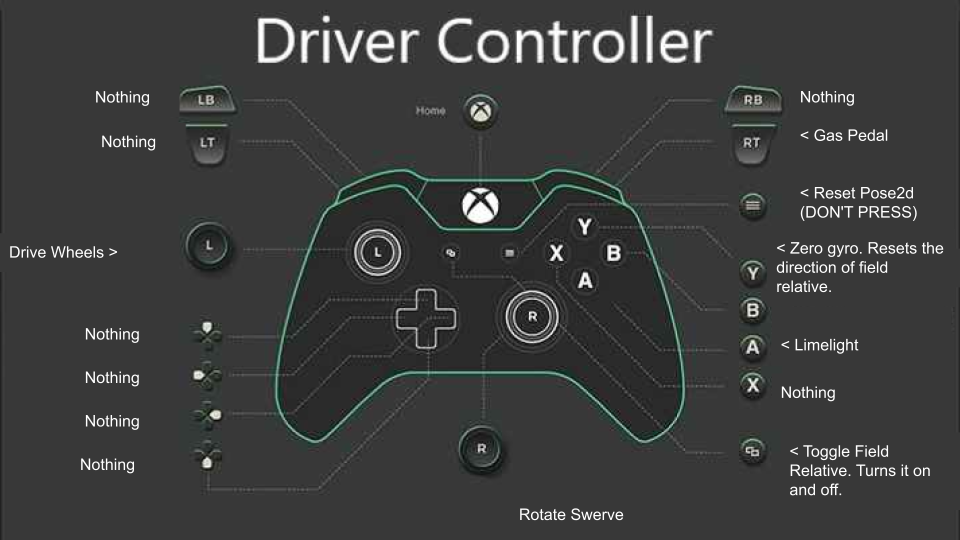 Driver Controller
Nothing
LB
Home
RB
Nothing
Nothing
LT
RT
< Gas Pedal
< Reset Pose2d
(DON'T PRESS)
Drive Wheels >
L
L
Y
X
B
A
< Zero gyro. Resets the
direction of field
relative.
Y
B
R
Nothing
A
< Limelight
Nothing
X
Nothing
Nothing
Nothing
R
< Toggle Field
Relative. Turns it on
and off.
Rotate Swerve